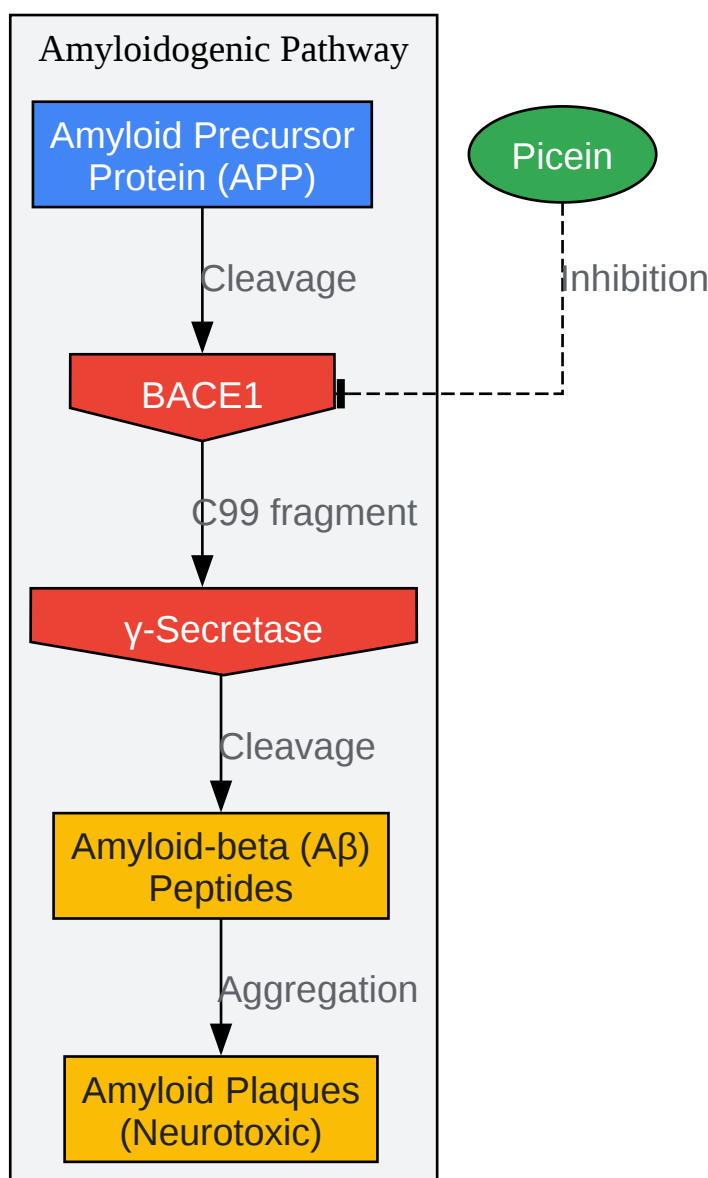 Amyloidogenic Pathway
Amyloid Precursor
Protein (APP)
Picein
Cleavage
Inhibition
BACE1
C99 fragment
γ-Secretase
Cleavage
Amyloid-beta (Aβ)
Peptides
Aggregation
Amyloid Plaques
(Neurotoxic)